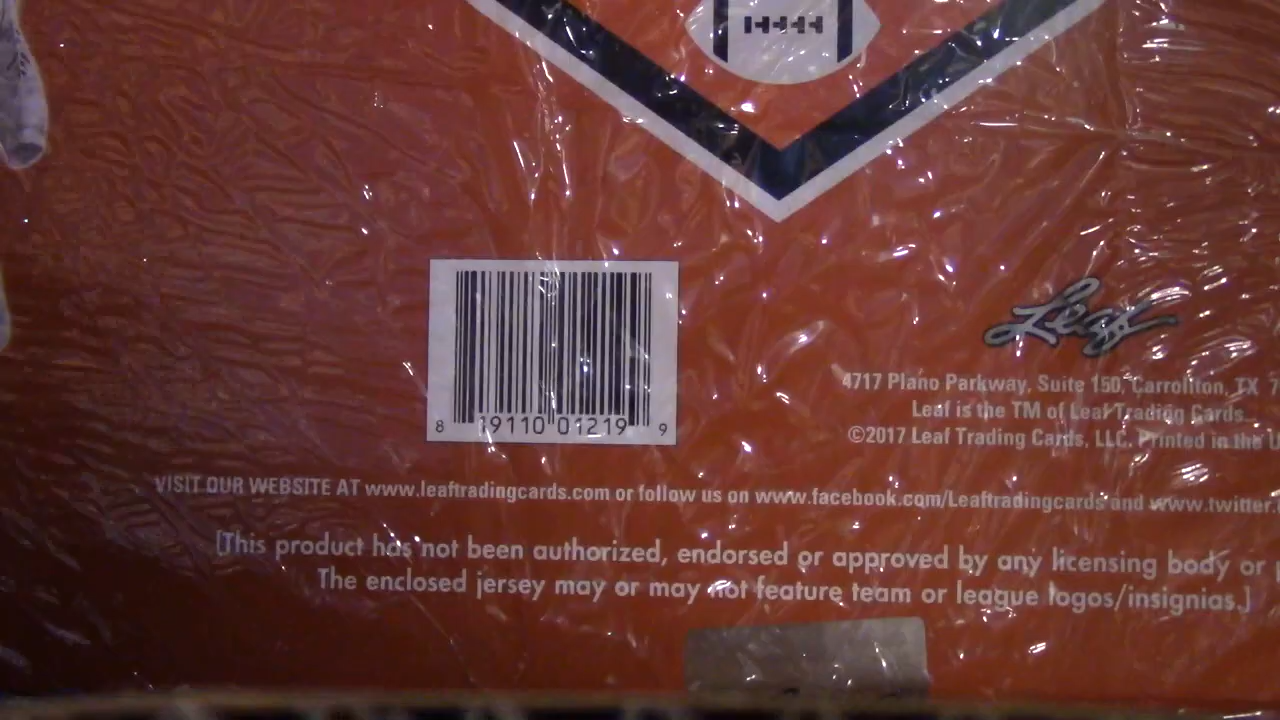 Leaf
4717 Plano Parkway, Suite 150, Carrollton, TX 7
Leaf is the TM of Leaf Trading Cards
©2017 Leaf Trading Cards, LLC. Printed in the U
8 19110 01219 9
VISIT OUR WEBSITE AT www.leaftradingcards.com or follow us on www.facebook.com/Leaftradingcards and www.twitter.
[This product has not been authorized, endorsed or approved by any licensing body or
The enclosed jersey may or may not feature team or league logos/insignias.]